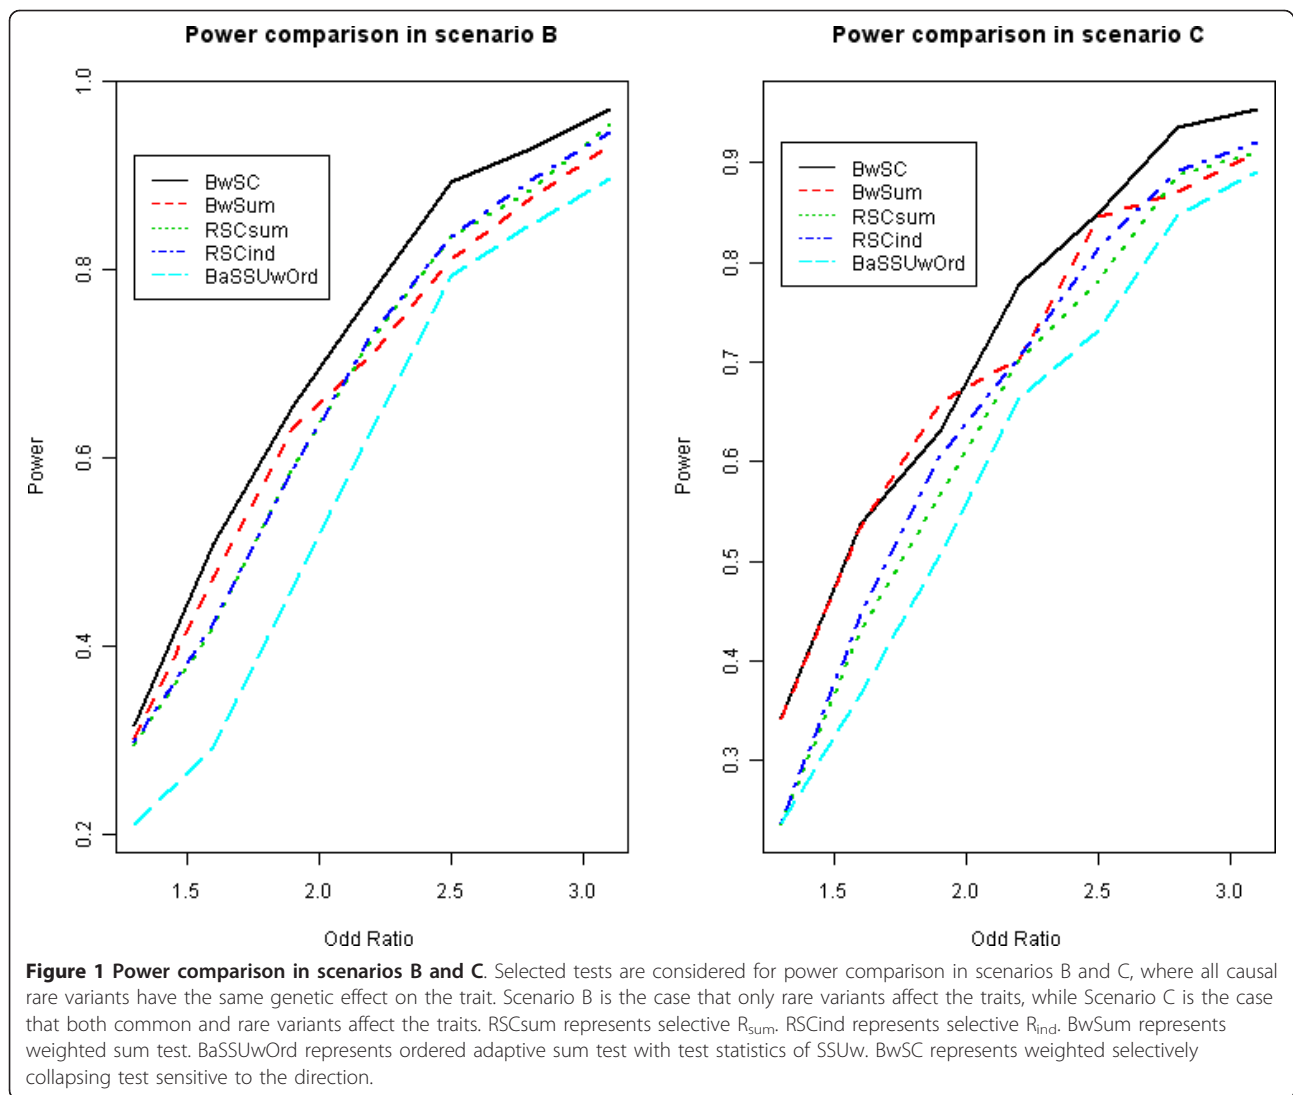 Power comparison in scenario B
Power
1.0
0.8
0.6
0.4
0.2
BwSC
BwSum
RSCsum
RSCind
BaSSUwOrd
1.5 2.0 2.5 3.0
Odd Ratio
Power comparison in scenario C
Power
0.9
0.8
0.7
0.6
0.5
0.4
0.3
BwSC
BwSum
RSCsum
RSCind
BaSSUwOrd
1.5 2.0 2.5 3.0
Odd Ratio
Figure 1 Power comparison in scenarios B and C. Selected tests are considered for power comparison in scenarios B and C, where all causal
rare variants have the same genetic effect on the trait. Scenario B is the case that only rare variants affect the traits, while Scenario C is the case
that both common and rare variants affect the traits. RSCsum represents selective Rsum. RSCind represents selective Rind. BwSum represents
weighted sum test. BaSSUwOrd represents ordered adaptive sum test with test statistics of SSUw. BwSC represents weighted selectively
collapsing test sensitive to the direction.